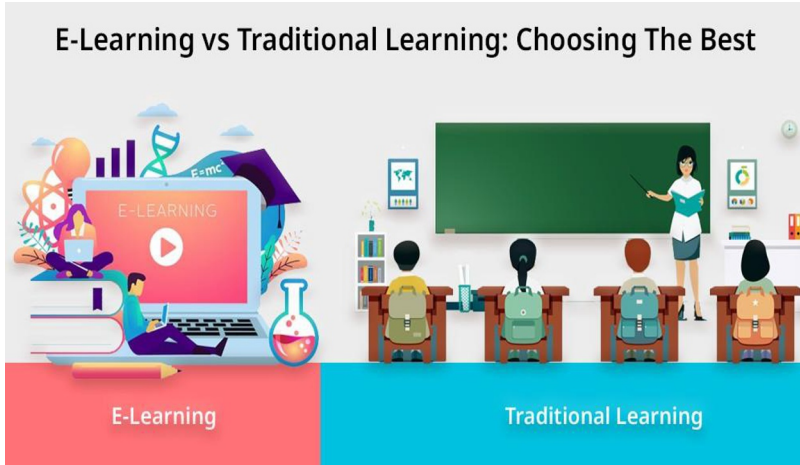 E-Learning vs Traditional Learning: Choosing The Best
E=mc²
E-LEARNING
E-Learning
Traditional Learning